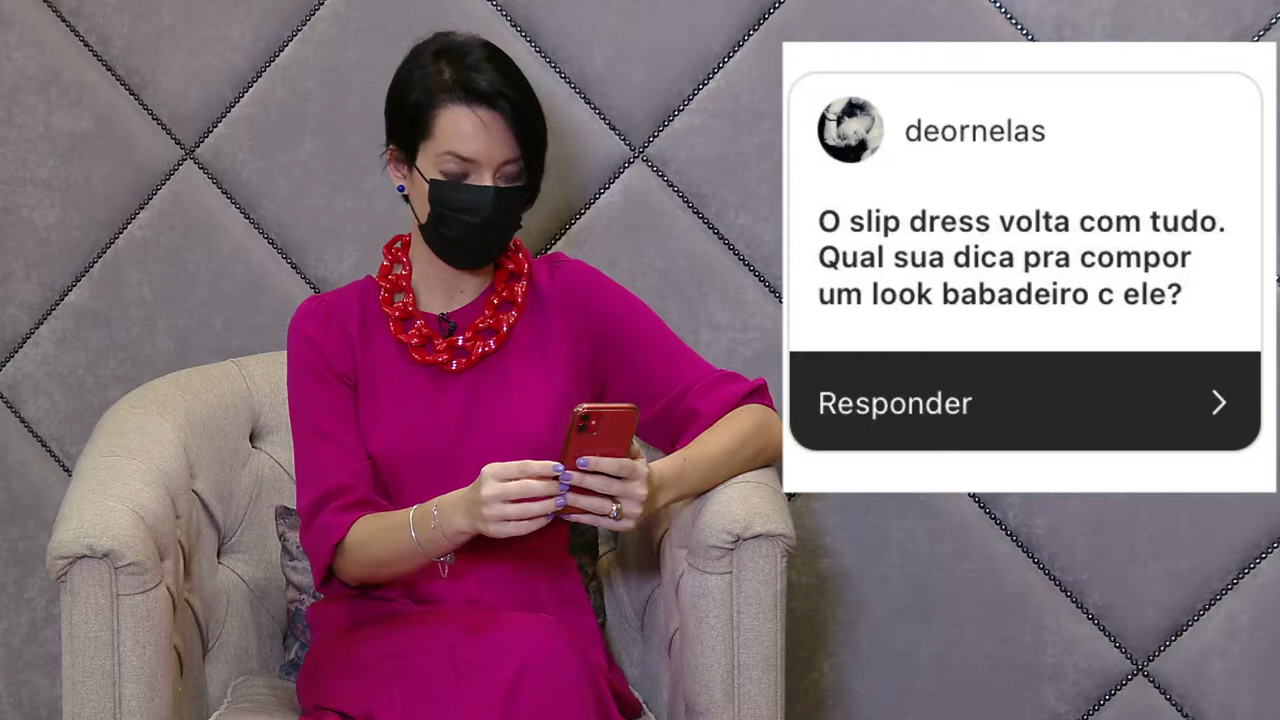 deornelas
O slip dress volta com tudo.
Qual sua dica pra compor
um look babadeiro c ele?
Responder